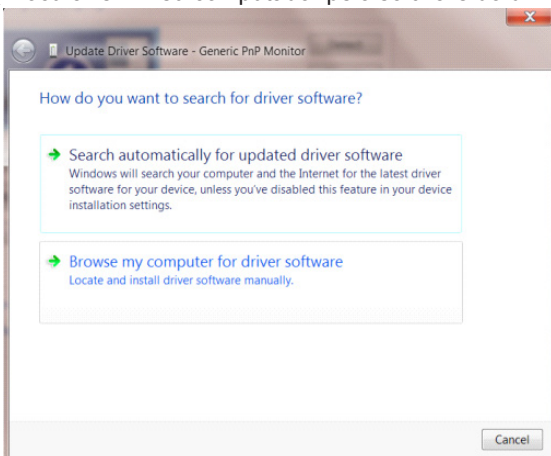 Update Driver Software - Generic PnP Monitor
How do you want to search for driver software?
Search automatically for updated driver software
Windows will search your computer and the Internet for the latest driver
software for your device, unless you've disabled this feature in your device
installation settings.
Browse my computer for driver software
Locate and install driver software manually.
Cancel